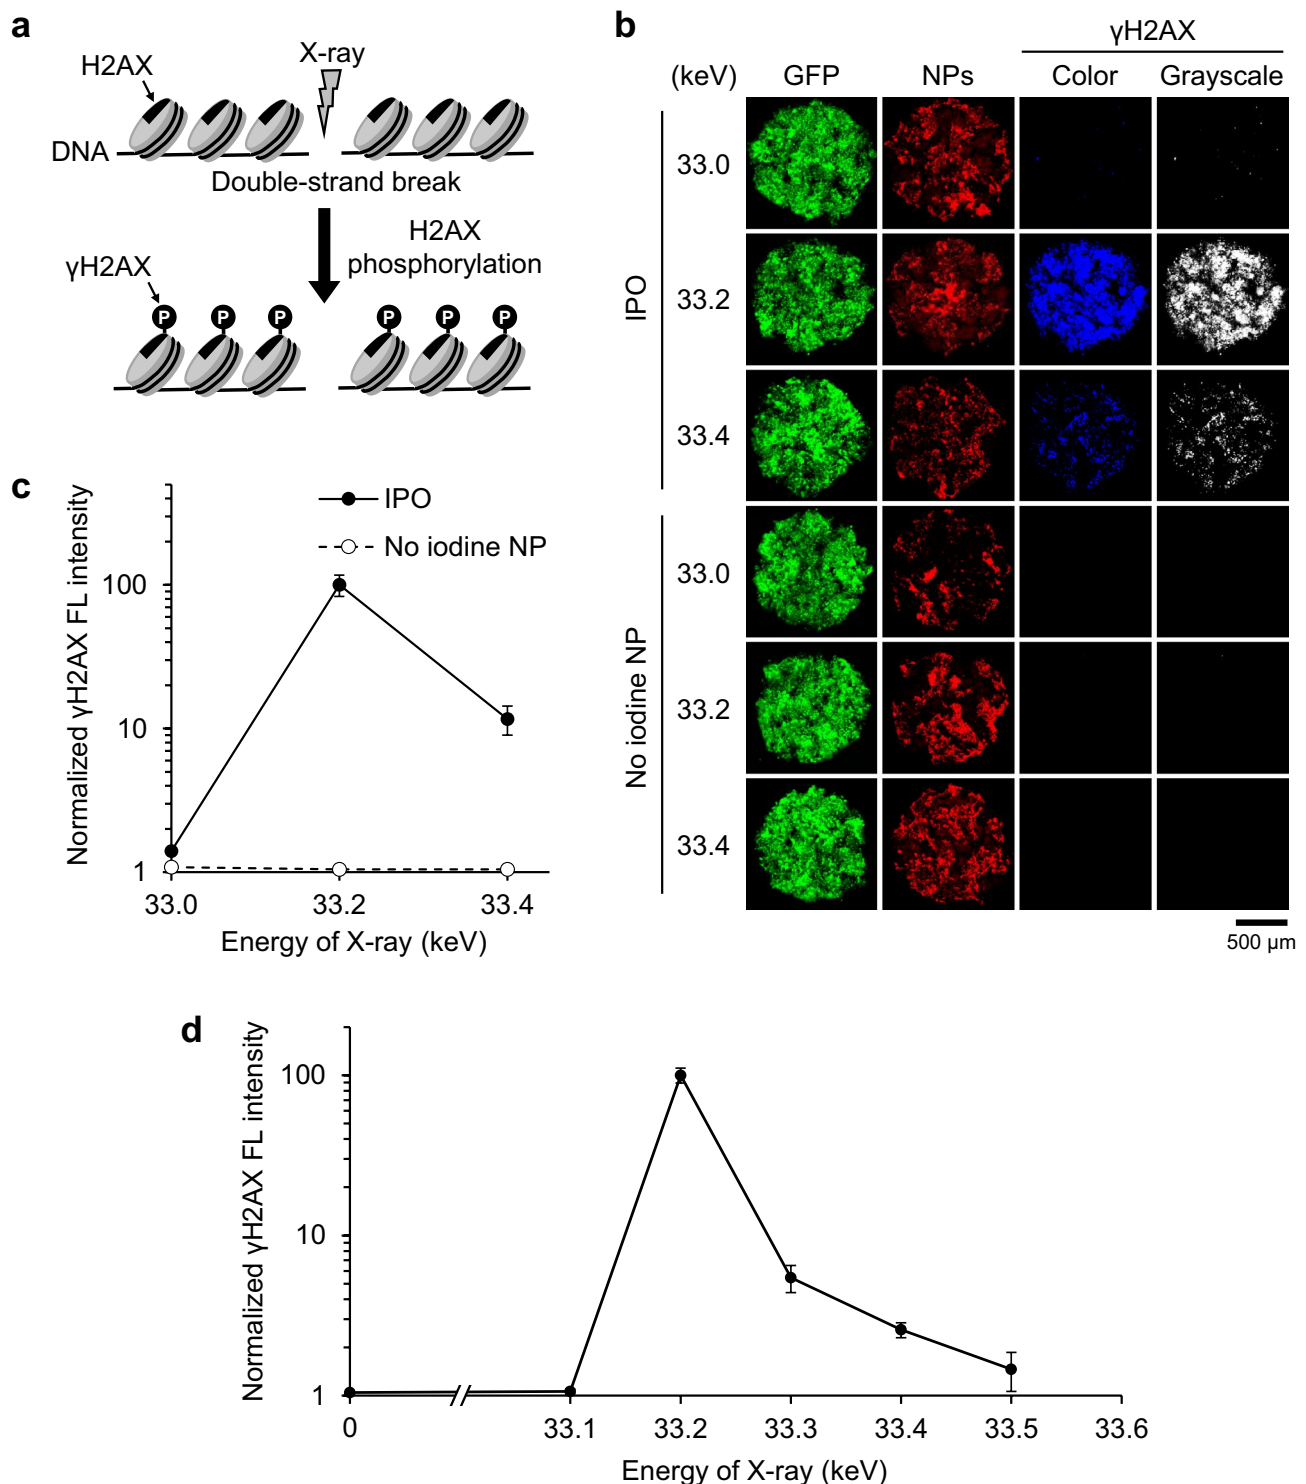 a
H2AX
X-ray
DNA
Double-strand break
H2AX
phosphorylation
γH2AX
P P P P P P
b
γH2AX
(keV) GFP NPs Color Grayscale
IPO
33.0
33.2
33.4
No iodine NP
33.0
33.2
33.4
500 μm
c
Normalized γH2AX FL intensity
IPO
No iodine NP
100
10
1
33.0 33.2 33.4
Energy of X-ray (keV)
d
Normalized γH2AX FL intensity
100
10
1
0 33.1 33.2 33.3 33.4 33.5 33.6
Energy of X-ray (keV)